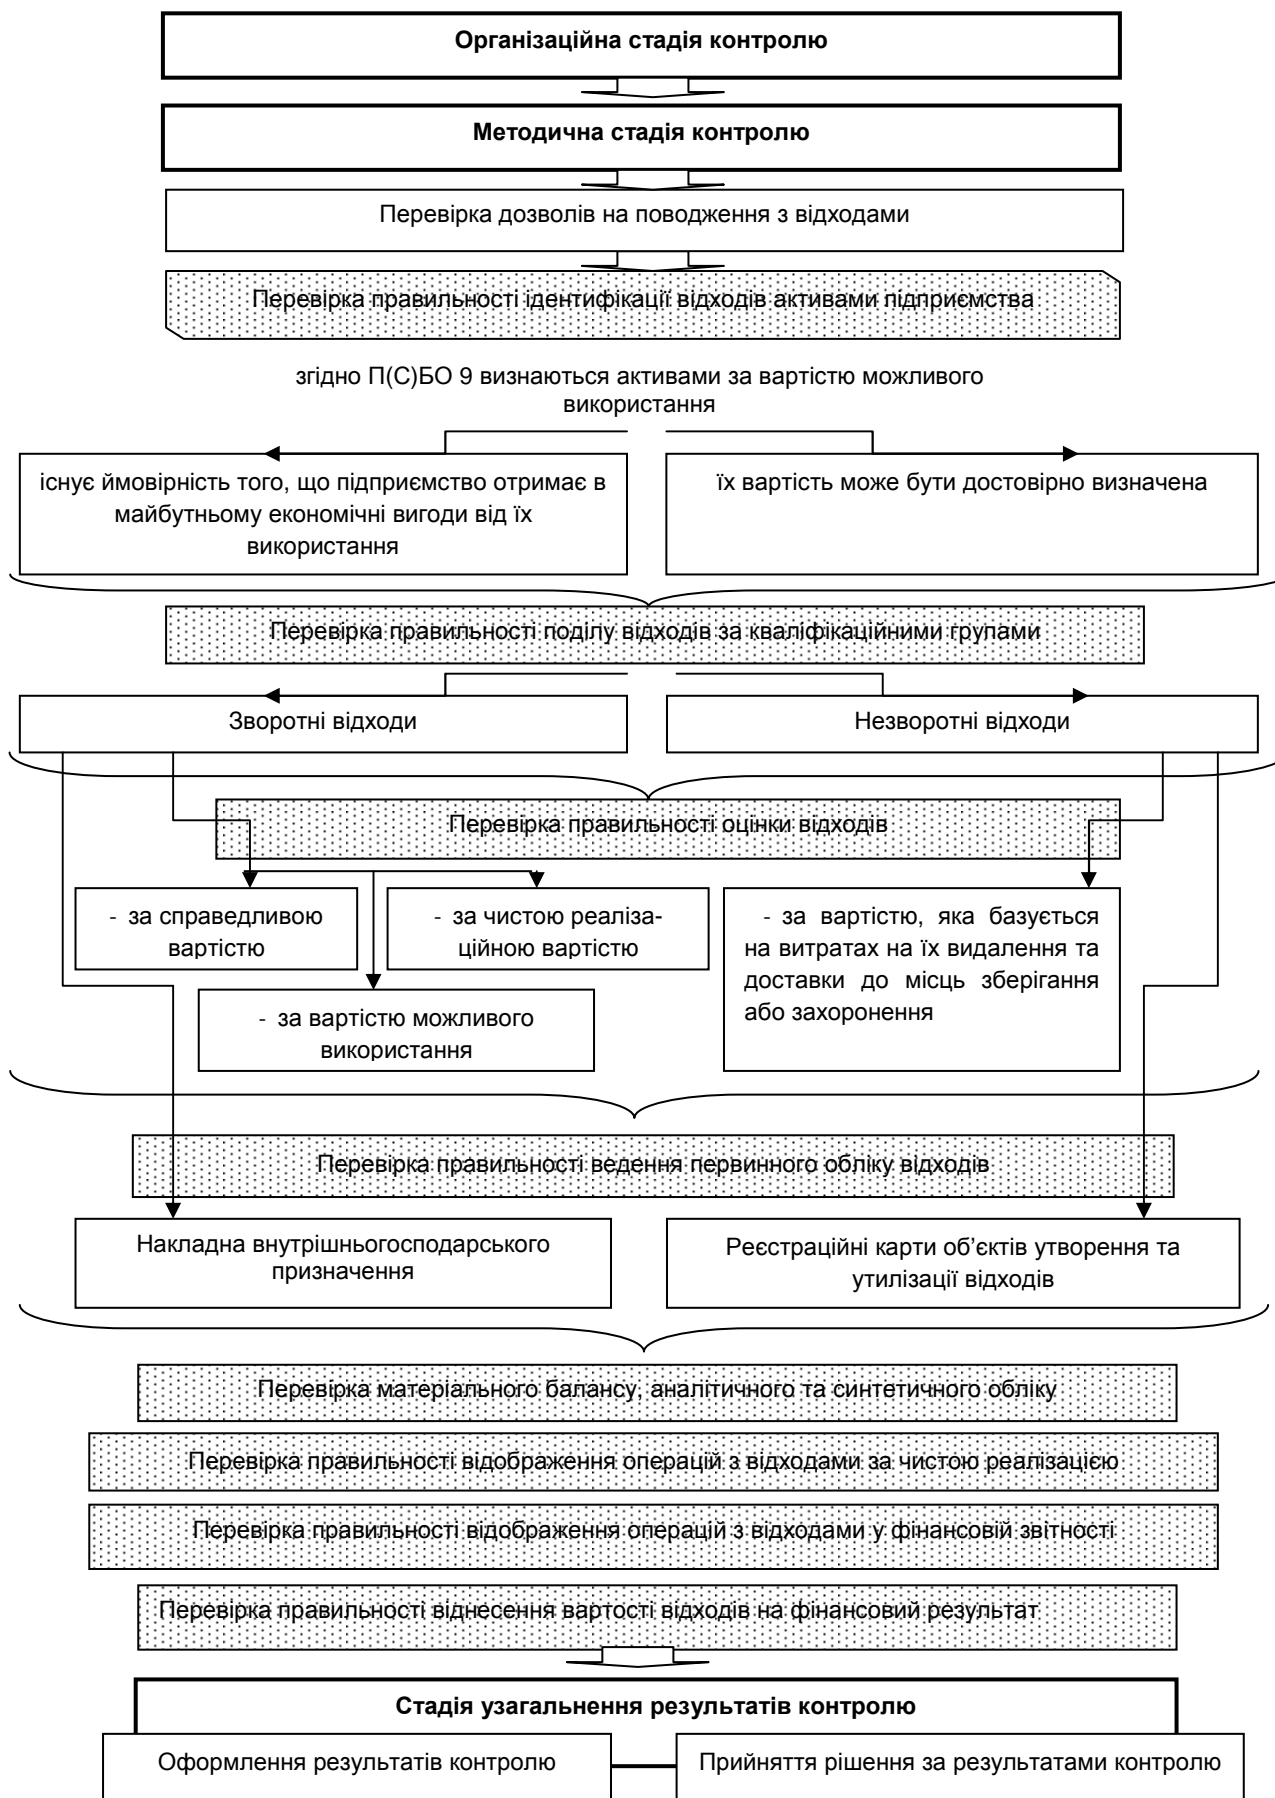 Організаційна стадія контролю
Методична стадія контролю
Перевірка дозволів на поводження з відходами
Перевірка правильності ідентифікації відходів активами підприємства
згідно П(С)БО 9 визнаються активами за вартістю можливого
використання
існує ймовірність того, що підприємство отримає в
майбутньому економічні вигоди від їх
використання
їх вартість може бути достовірно визначена
Перевірка правильності поділу відходів за кваліфікаційними групами
Зворотні відходи
Незворотні відходи
Перевірка правильності оцінки відходів
- за справедливою
вартістю
- за чистою реаліза-
ційною вартістю
- за вартістю, яка базується
на витратах на їх видалення та
доставки до місць зберігання
або захоронення
- за вартістю можливого
використання
Перевірка правильності ведення первинного обліку відходів
Накладна внутрішньогосподарського
призначення
Реєстраційні карти об’єктів утворення та
утилізації відходів
Перевірка матеріального балансу, аналітичного та синтетичного обліку
Перевірка правильності відображення операцій з відходами за чистою реалізацією
Перевірка правильності відображення операцій з відходами у фінансовій звітності
Перевірка правильності віднесення вартості відходів на фінансовий результат
Стадія узагальнення результатів контролю
Оформлення результатів контролю
Прийняття рішення за результатами контролю